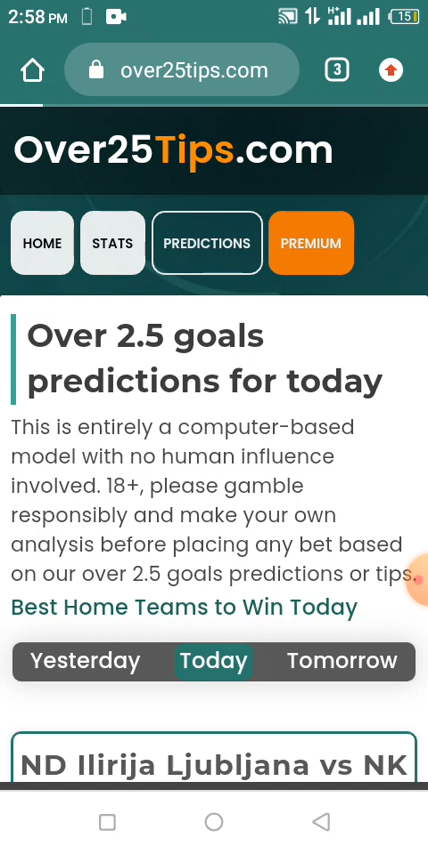 2:58 PM
H+
15
over25tips.com
3
Over25Tips.com
HOME
STATS
PREDICTIONS
PREMIUM
Over 2.5 goals
predictions for today
This is entirely a computer-based
model with no human influence
involved. 18+, please gamble
responsibly and make your own
analysis before placing any bet based
on our over 2.5 goals predictions or tips.
Best Home Teams to Win Today
Yesterday
Today
Tomorrow
ND Ilirija Ljubljana vs NK